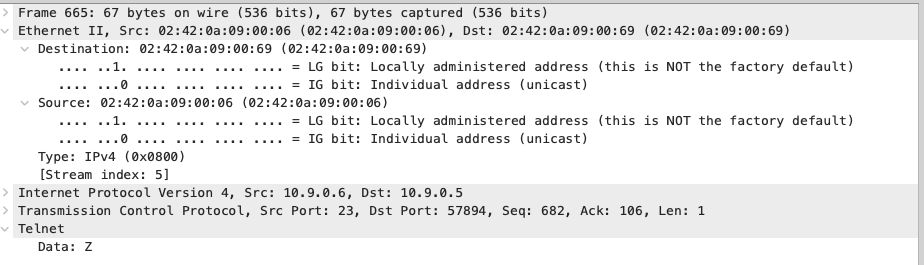 Frame 665: 67 bytes on wire (536 bits), 67 bytes captured (536 bits)
Ethernet II, Src: 02:42:0a:09:00:06 (02:42:0a:09:00:06), Dst: 02:42:0a:09:00:69 (02:42:0a:09:00:69)
Destination: 02:42:0a:09:00:69 (02:42:0a:09:00:69)
.... ..1. .... .... .... .... = LG bit: Locally administered address (this is NOT the factory default)
.... ...0 .... .... .... .... = IG bit: Individual address (unicast)
Source: 02:42:0a:09:00:06 (02:42:0a:09:00:06)
.... ..1. .... .... .... .... = LG bit: Locally administered address (this is NOT the factory default)
.... ...0 .... .... .... .... = IG bit: Individual address (unicast)
Type: IPv4 (0x0800)
[Stream index: 5]
Internet Protocol Version 4, Src: 10.9.0.6, Dst: 10.9.0.5
Transmission Control Protocol, Src Port: 23, Dst Port: 57894, Seq: 682, Ack: 106, Len: 1
Telnet
Data: Z